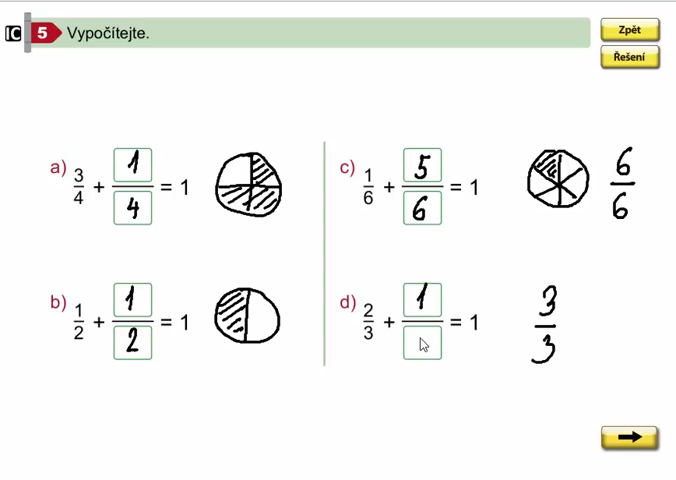 IC 5 Vypočítejte.
Zpět
Řešení
a) 3/4 + 1/4 = 1
b) 1/2 + 1/2 = 1
c) 1/6 + 5/6 = 1 6/6
d) 2/3 + 1/ = 1 3/3